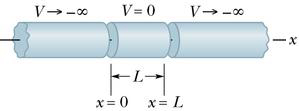 V → −∞ V = 0 V → −∞
x
L
x = 0 x = L